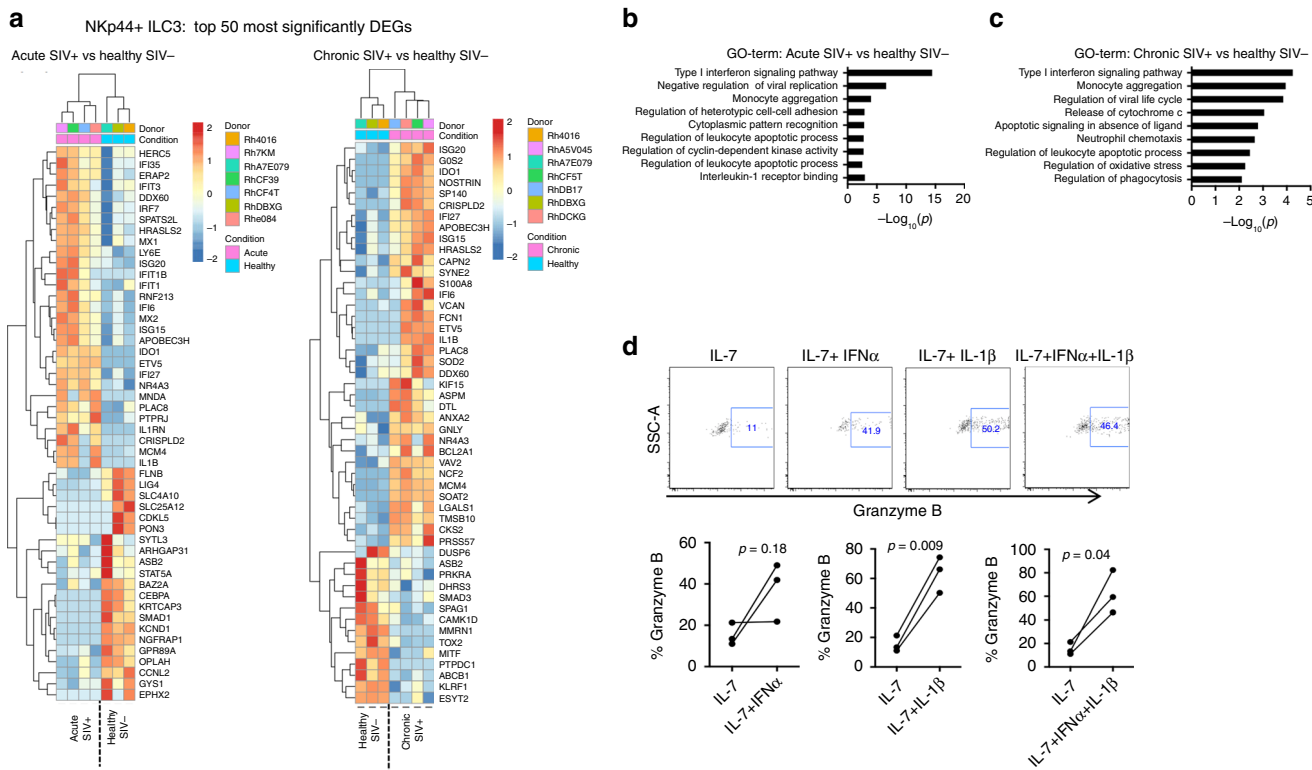 a
NKp44+ ILC3: top 50 most significantly DEGs
Acute SIV+ vs healthy SIV–
Donor
Condition
HERC5
IFI35
ERAP2
IFIT3
DDX60
IRF7
SPATS2L
HRASLS2
MX1
LY6E
ISG20
IFIT1B
IFIT1
RNF213
IFI6
MX2
ISG15
APOBEC3H
IDO1
ETV5
IFI27
NR4A3
MNDA
PLAC8
PTPRJ
IL1RN
CRISPLD2
MCM4
IL1B
FLNB
LIG4
SLC4A10
SLC25A12
CDKL5
PON3
SYTL3
ARHGAP31
ASB2
STAT5A
BAZ2A
CEBPA
KRTCAP3
SMAD1
KCND1
NGFRAP1
GPR89A
OPLAH
CCNL2
GYS1
EPHX2
2
1
0
−1
−2
Donor
Rh4016
Rh7KM
RhA7E079
RhCF39
RhCF4T
RhDBXG
Rhe084
Condition
Acute
Healthy
Acute
SIV+
Healthy
SIV−
Chronic SIV+ vs healthy SIV–
Donor
Condition
ISG20
G0S2
IDO1
NOSTRIN
SP140
CRISPLD2
IFI27
APOBEC3H
ISG15
HRASLS2
CAPN2
SYNE2
S100A8
IFI6
VCAN
FCN1
ETV5
IL1B
PLAC8
SOD2
DDX60
KIF15
ASPM
DTL
ANXA2
GNLY
NR4A3
BCL2A1
VAV2
NCF2
MCM4
SOAT2
LGALS1
TMSB10
CKS2
PRSS57
DUSP6
ASB2
PRKRA
DHRS3
SMAD3
SPAG1
CAMK1D
MMRN1
TOX2
MITF
PTPDC1
ABCB1
KLRF1
ESYT2
2
1
0
−1
−2
Donor
Rh4016
RhA5V045
RhA7E079
RhCF5T
RhDB17
RhDBXG
RhDCKG
Condition
Chronic
Healthy
Healthy
SIV−
Chronic
SIV+
b
GO-term: Acute SIV+ vs healthy SIV–
Type I interferon signaling pathway
Negative regulation of viral replication
Monocyte aggregation
Regulation of heterotypic cell-cell adhesion
Cytoplasmic pattern recognition
Regulation of leukocyte apoptotic process
Regulation of cyclin-dependent kinase activity
Regulation of leukocyte apoptotic process
Interleukin-1 receptor binding
0 5 10 15 20
–Log10(p)
c
GO-term: Chronic SIV+ vs healthy SIV–
Type I interferon signaling pathway
Monocyte aggregation
Regulation of viral life cycle
Release of cytochrome c
Apoptotic signaling in absence of ligand
Neutrophil chemotaxis
Regulation of leukocyte apoptotic process
Regulation of oxidative stress
Regulation of phagocytosis
0 1 2 3 4 5
–Log10(p)
d
IL-7 IL-7+ IFNα IL-7+ IL-1β IL-7+IFNα+IL-1β
SSC-A
11 41.9 50.2 46.4
Granzyme B
% Granzyme B
60
40
20
0
p = 0.18
IL-7
IL-7+IFNα
% Granzyme B
80
60
40
20
0
p = 0.009
IL-7
IL-7+IL-1β
% Granzyme B
100
80
60
40
20
0
p = 0.04
IL-7
IL-7+IFNα+IL-1β